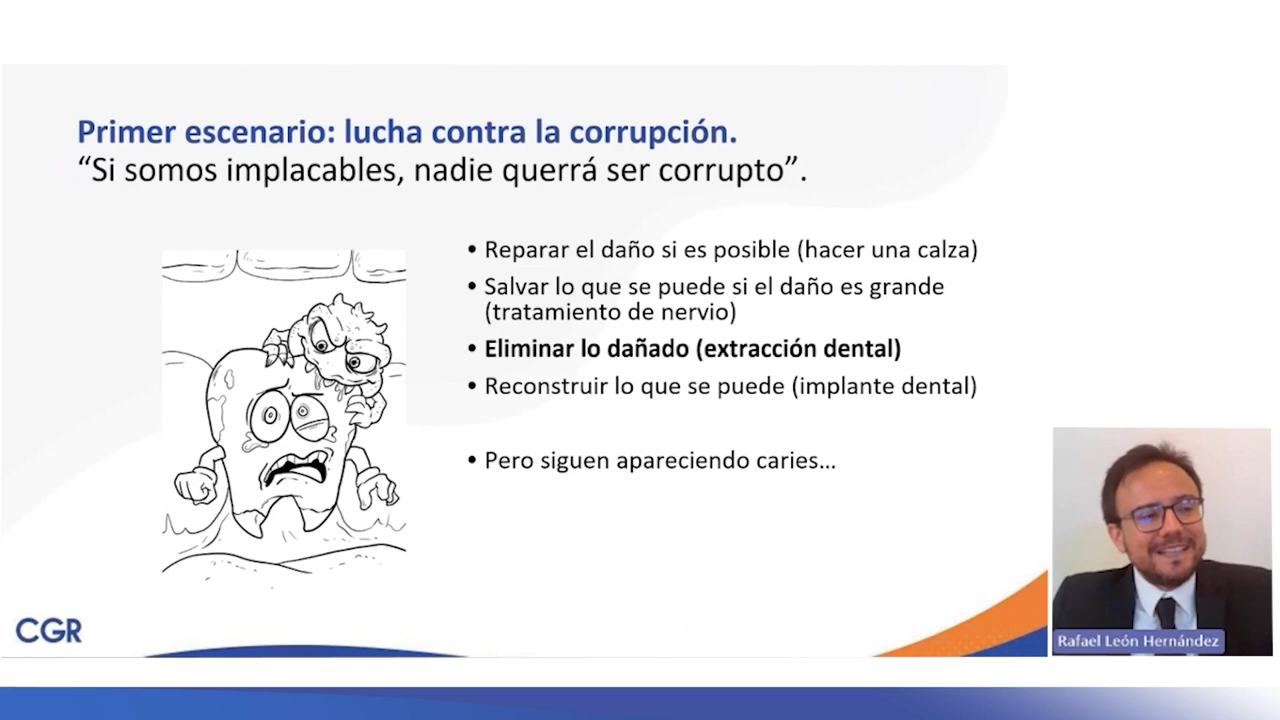 Primer escenario: lucha contra la corrupción.
“Si somos implacables, nadie querrá ser corrupto”.
• Reparar el daño si es posible (hacer una calza)
• Salvar lo que se puede si el daño es grande
(tratamiento de nervio)
• Eliminar lo dañado (extracción dental)
• Reconstruir lo que se puede (implante dental)
• Pero siguen apareciendo caries...
CGR
Rafael León Hernández